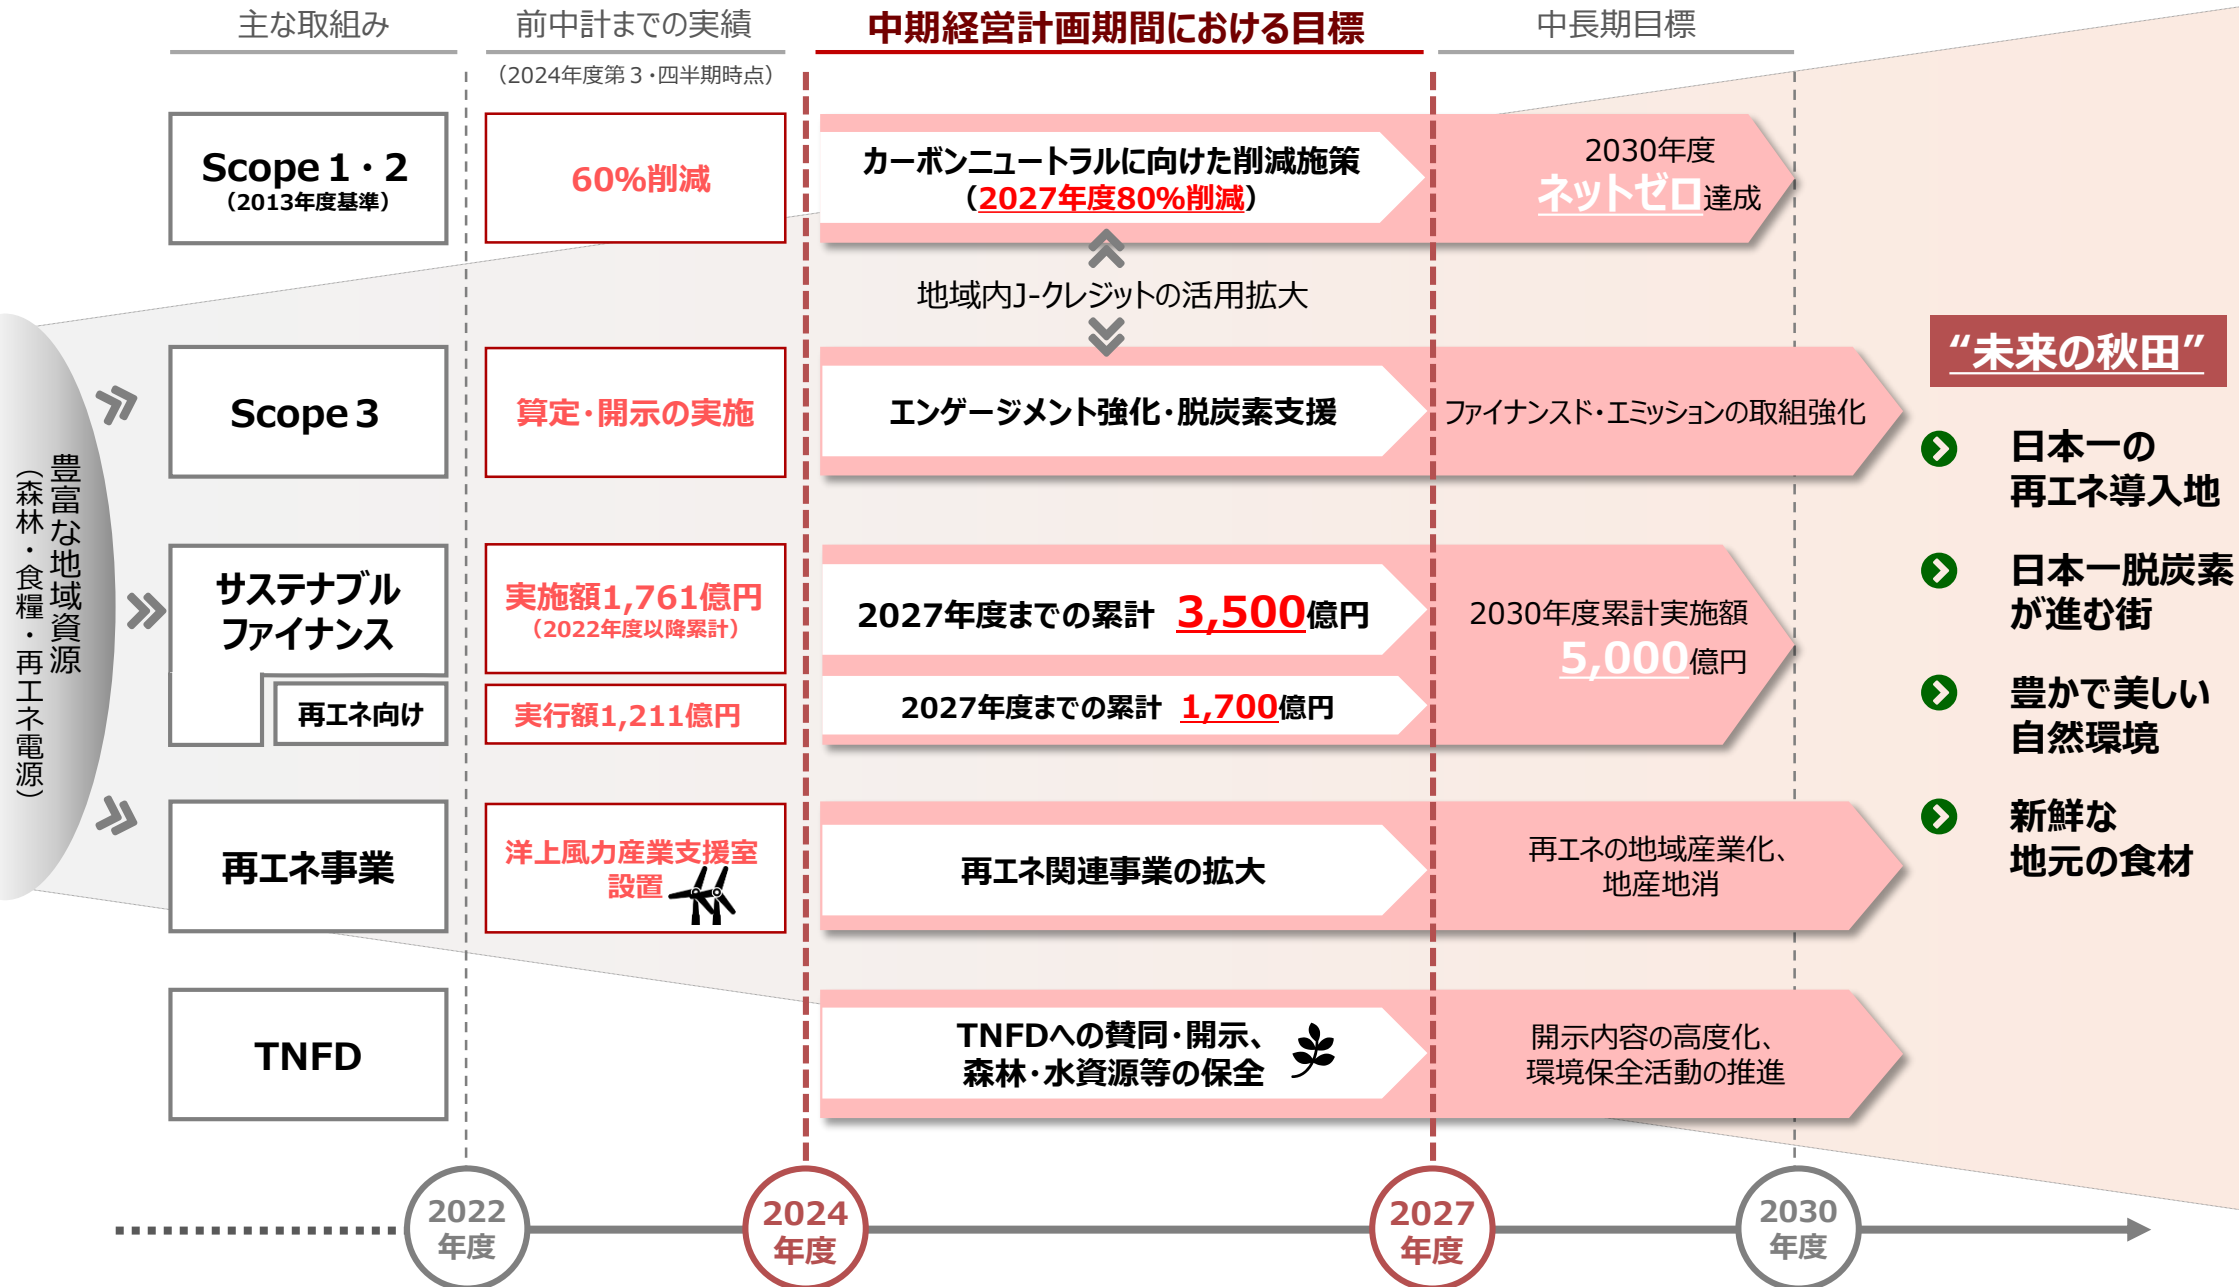 主な取組み
前中計までの実績
(2024年度第３・四半期時点)
中期経営計画期間における目標
中長期目標
豊富な地域資源
（森林・食糧・再エネ電源）
Scope１・２
（2013年度基準）
60%削減
カーボンニュートラルに向けた削減施策
（2027年度80%削減）
2030年度
ネットゼロ達成
地域内J-クレジットの活用拡大
Scope３
算定・開示の実施
エンゲージメント強化・脱炭素支援
ファイナンスド・エミッションの取組強化
サステナブル
ファイナンス
実施額1,761億円
（2022年度以降累計）
2027年度までの累計 3,500億円
2030年度累計実施額
5,000億円
再エネ向け
実行額1,211億円
2027年度までの累計 1,700億円
再エネ事業
洋上風力産業支援室
設置
再エネ関連事業の拡大
再エネの地域産業化、
地産地消
TNFD
TNFDへの賛同・開示、
森林・水資源等の保全
開示内容の高度化、
環境保全活動の推進
“未来の秋田”
日本一の
再エネ導入地
日本一脱炭素
が進む街
豊かで美しい
自然環境
新鮮な
地元の食材
2022
年度
2024
年度
2027
年度
2030
年度